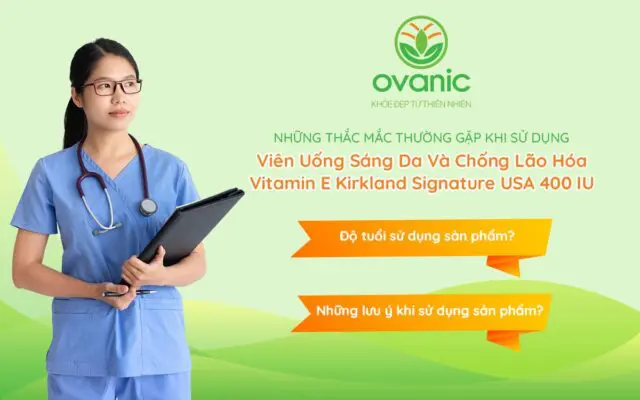 ovanic
KHỎE ĐẸP TỪ THIÊN NHIÊN
NHỮNG THẮC MẮC THƯỜNG GẶP KHI SỬ DỤNG
Viên Uống Sáng Da Và Chống Lão Hóa
Vitamin E Kirkland Signature USA 400 IU
Độ tuổi sử dụng sản phẩm?
Những lưu ý khi sử dụng sản phẩm?